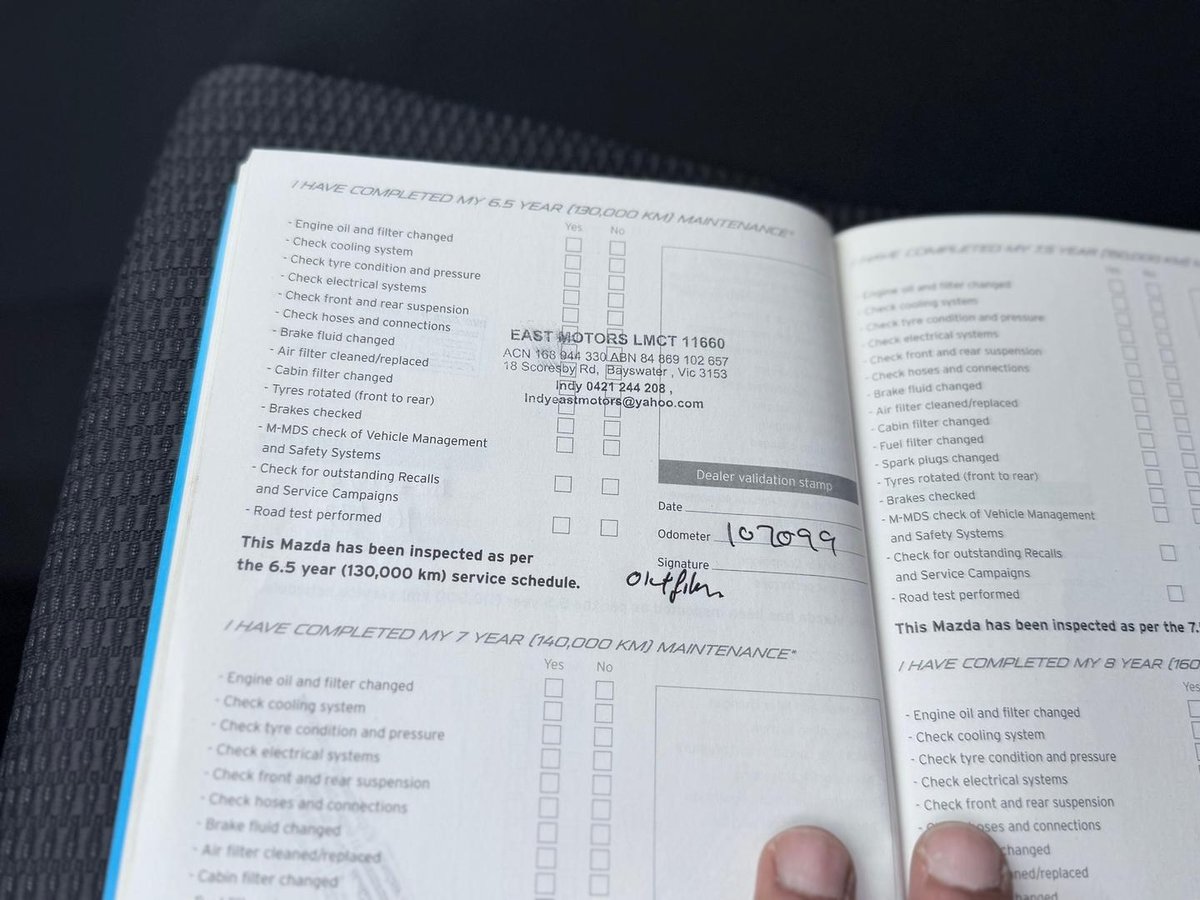 I HAVE COMPLETED MY 6.5 YEAR (130,000 KM) MAINTENANCE*
Yes No
- Engine oil and filter changed
- Check cooling system
- Check tyre condition and pressure
- Check electrical systems
- Check front and rear suspension
- Check hoses and connections
- Brake fluid changed
- Air filter cleaned/replaced
- Cabin filter changed
- Tyres rotated (front to rear)
- Brakes checked
- M-MDS check of Vehicle Management
and Safety Systems
- Check for outstanding Recalls
and Service Campaigns
- Road test performed
This Mazda has been inspected as per
the 6.5 year (130,000 km) service schedule.
EAST MOTORS LMCT 11660
ACN 168 944 330 ABN 84 869 102 657
18 Scoresby Rd, Bayswater , Vic 3153
Indy 0421 244 208 ,
Indyeastmotors@yahoo.com
Dealer validation stamp
Date
Odometer 107099
Signature
I HAVE COMPLETED MY 7 YEAR (140,000 KM) MAINTENANCE*
Yes No
- Engine oil and filter changed
- Check cooling system
- Check tyre condition and pressure
- Check electrical systems
- Check front and rear suspension
- Check hoses and connections
- Brake fluid changed
- Air filter cleaned/replaced
- Cabin filter changed
I HAVE COMPLETED MY 7.5 YEAR (150,000 KM)
Yes No
- Engine oil and filter changed
- Check cooling system
- Check tyre condition and pressure
- Check electrical systems
- Check front and rear suspension
- Check hoses and connections
- Brake fluid changed
- Air filter cleaned/replaced
- Cabin filter changed
- Fuel filter changed
- Spark plugs changed
- Tyres rotated (front to rear)
- Brakes checked
- M-MDS check of Vehicle Management
and Safety Systems
- Check for outstanding Recalls
and Service Campaigns
- Road test performed
This Mazda has been inspected as per the 7.
I HAVE COMPLETED MY 8 YEAR (160
Yes
- Engine oil and filter changed
- Check cooling system
- Check tyre condition and pressure
- Check electrical systems
- Check front and rear suspension
and connections
changed